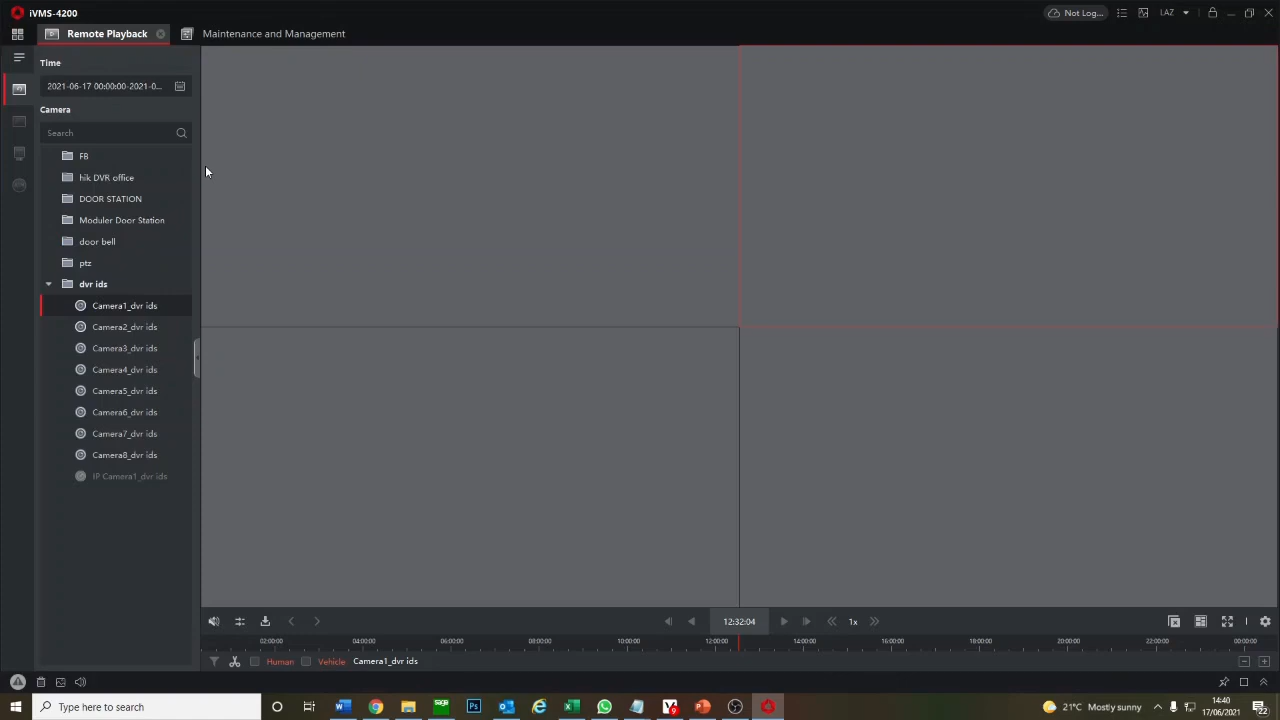 iVMS-4200
Not Log...
LAZ
Remote Playback
Maintenance and Management
Time
2021-06-17 00:00:00-2021-0...
Camera
Search
FB
hik DVR office
DOOR STATION
Moduler Door Station
door bell
ptz
dvr ids
Camera1_dvr ids
Camera2_dvr ids
Camera3_dvr ids
Camera4_dvr ids
Camera5_dvr ids
Camera6_dvr ids
Camera7_dvr ids
Camera8_dvr ids
IP Camera1_dvr ids
12:32:04
1x
02:00:00 04:00:00 06:00:00 08:00:00 10:00:00 12:00:00 14:00:00 16:00:00 18:00:00 20:00:00 22:00:00 00:00:00
Human Vehicle Camera1_dvr ids
Type here to search
sage
9
21°C Mostly sunny
14:40
17/06/2021